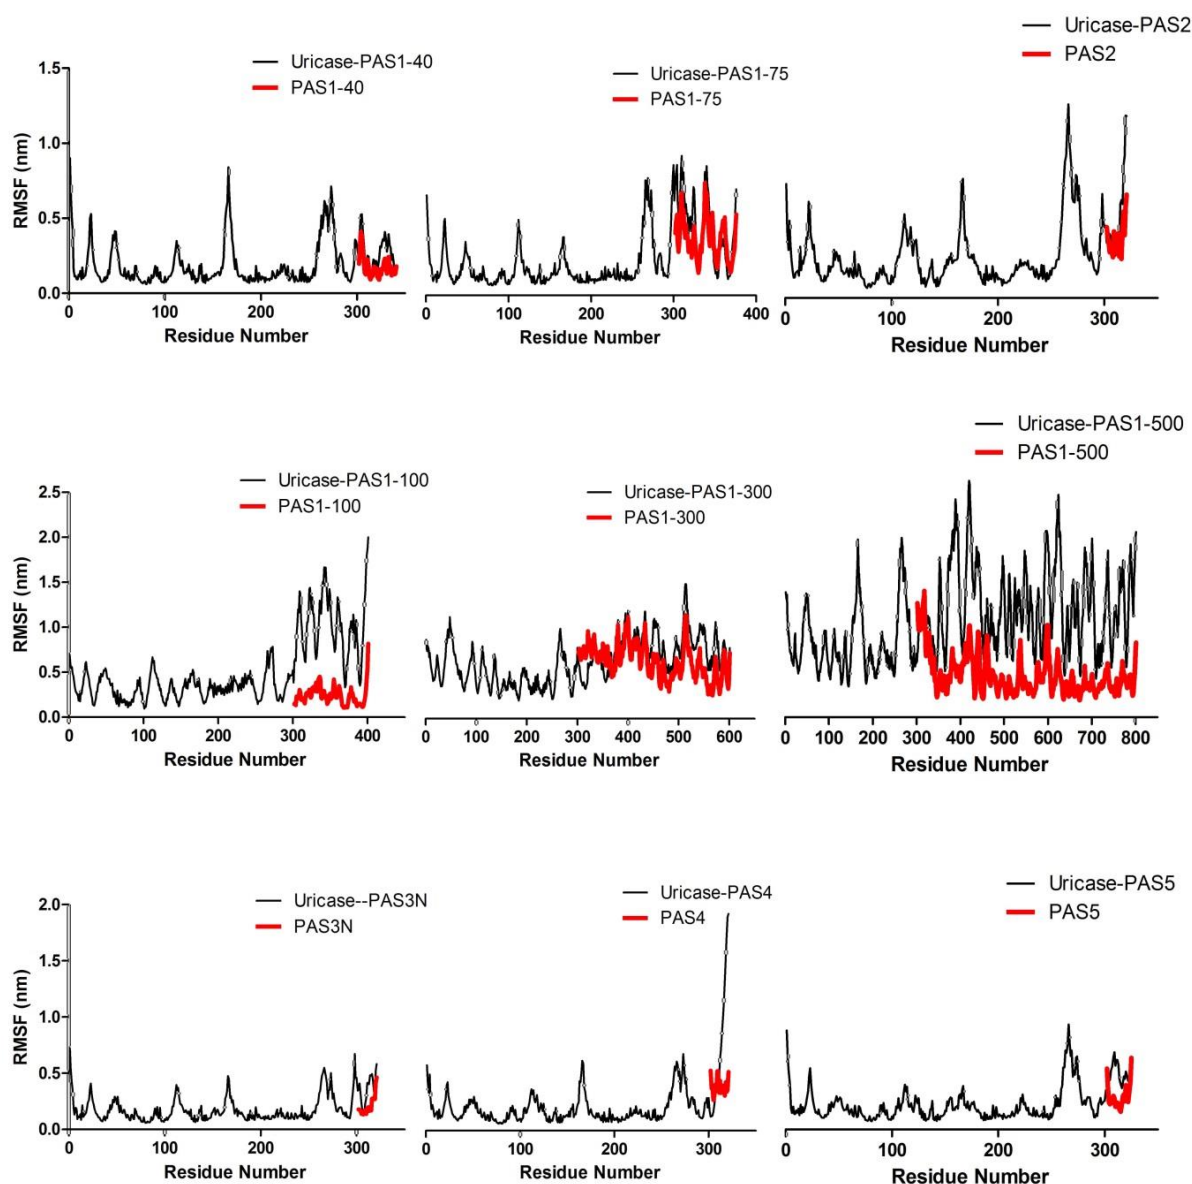 Uricase-PAS1-40
PAS1-40
1.5
1.0
0.5
0.0
RMSF (nm)
0 100 200 300
Residue Number
Uricase-PAS1-75
PAS1-75
0 100 200 300 400
Residue Number
Uricase-PAS2
PAS2
0 100 200 300
Residue Number
Uricase-PAS1-100
PAS1-100
2.5
2.0
1.5
1.0
0.5
0.0
RMSF (nm)
0 100 200 300 400
Residue Number
Uricase-PAS1-300
PAS1-300
0 100 200 300 400 500 600
Residue Number
Uricase-PAS1-500
PAS1-500
0 100 200 300 400 500 600 700 800
Residue Number
Uricase--PAS3N
PAS3N
2.0
1.5
1.0
0.5
0.0
RMSF (nm)
0 100 200 300
Residue Number
Uricase-PAS4
PAS4
0 100 200 300
Residue Number
Uricase-PAS5
PAS5
0 100 200 300
Residue Number